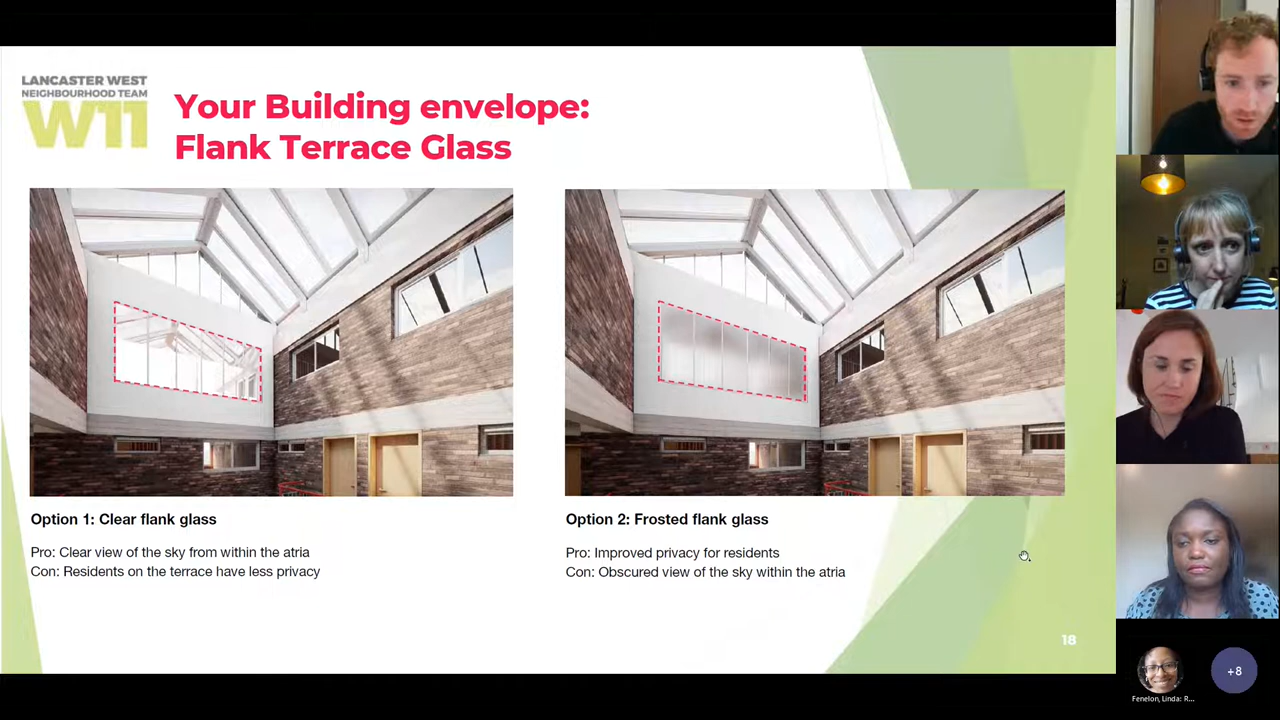 LANCASTER WEST
NEIGHBOURHOOD TEAM
W11
Your Building envelope:
Flank Terrace Glass
Option 1: Clear flank glass
Pro: Clear view of the sky from within the atria
Con: Residents on the terrace have less privacy
Option 2: Frosted flank glass
Pro: Improved privacy for residents
Con: Obscured view of the sky within the atria
18
Fenelon, Linda: R...
+8